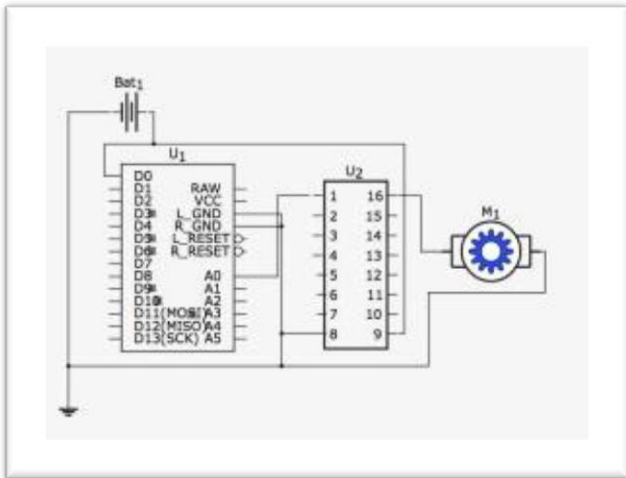 Bat1
U1
D0
D1
D2
D3
D4
D5
D6
D7
D8
D9
D10
D11(MOSI)
D12(MISO)
D13(SCK)
RAW
VCC
L_GND
R_GND
L_RESET
R_RESET
A0
A1
A2
A3
A4
A5
U2
1 16
2 15
3 14
4 13
5 12
6 11
7 10
8 9
M1